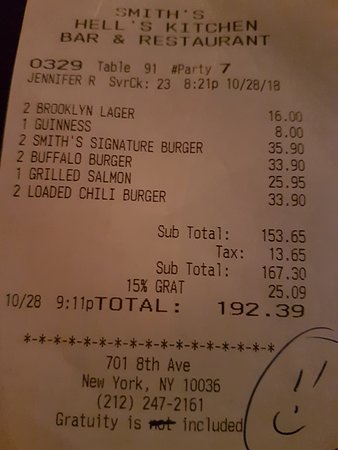 SMITH'S
HELL'S KITCHEN
BAR & RESTAURANT
0329 Table 91 #Party 7
JENNIFER R SvrCk: 23 8:21p 10/28/18
2 BROOKLYN LAGER 16.00
1 GUINNESS 8.00
2 SMITH'S SIGNATURE BURGER 35.90
2 BUFFALO BURGER 33.90
1 GRILLED SALMON 25.95
2 LOADED CHILI BURGER 33.90
Sub Total: 153.65
Tax: 13.65
Sub Total: 167.30
15% GRAT 25.09
10/28 9:11pTOTAL: 192.39
*-*-*-*-*-*-*-*-*-*-*-*-*-*-*-*-*-*
701 8th Ave
New York, NY 10036
(212) 247-2161
Gratuity is not included